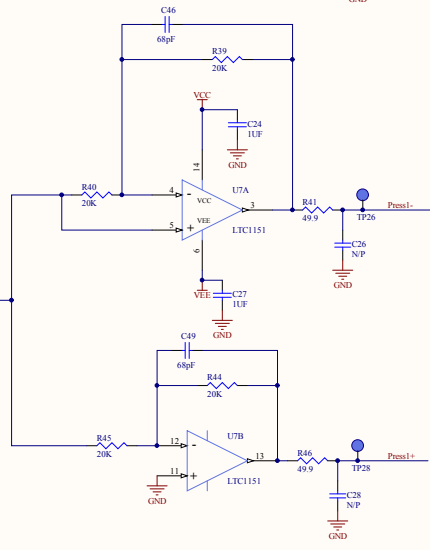 GND
C46
68pF
R39
20K
VCC
C24
1UF
GND
14
R40
20K
4
-
VCC
U7A
3
R41
49.9
TP26
Press1-
5
+
VEE
LTC1151
6
C26
N/P
GND
VEE
C27
1UF
GND
C49
68pF
R44
20K
R45
20K
12
-
U7B
13
R46
49.9
TP28
Press1+
11
+
LTC1151
GND
C28
N/P
GND